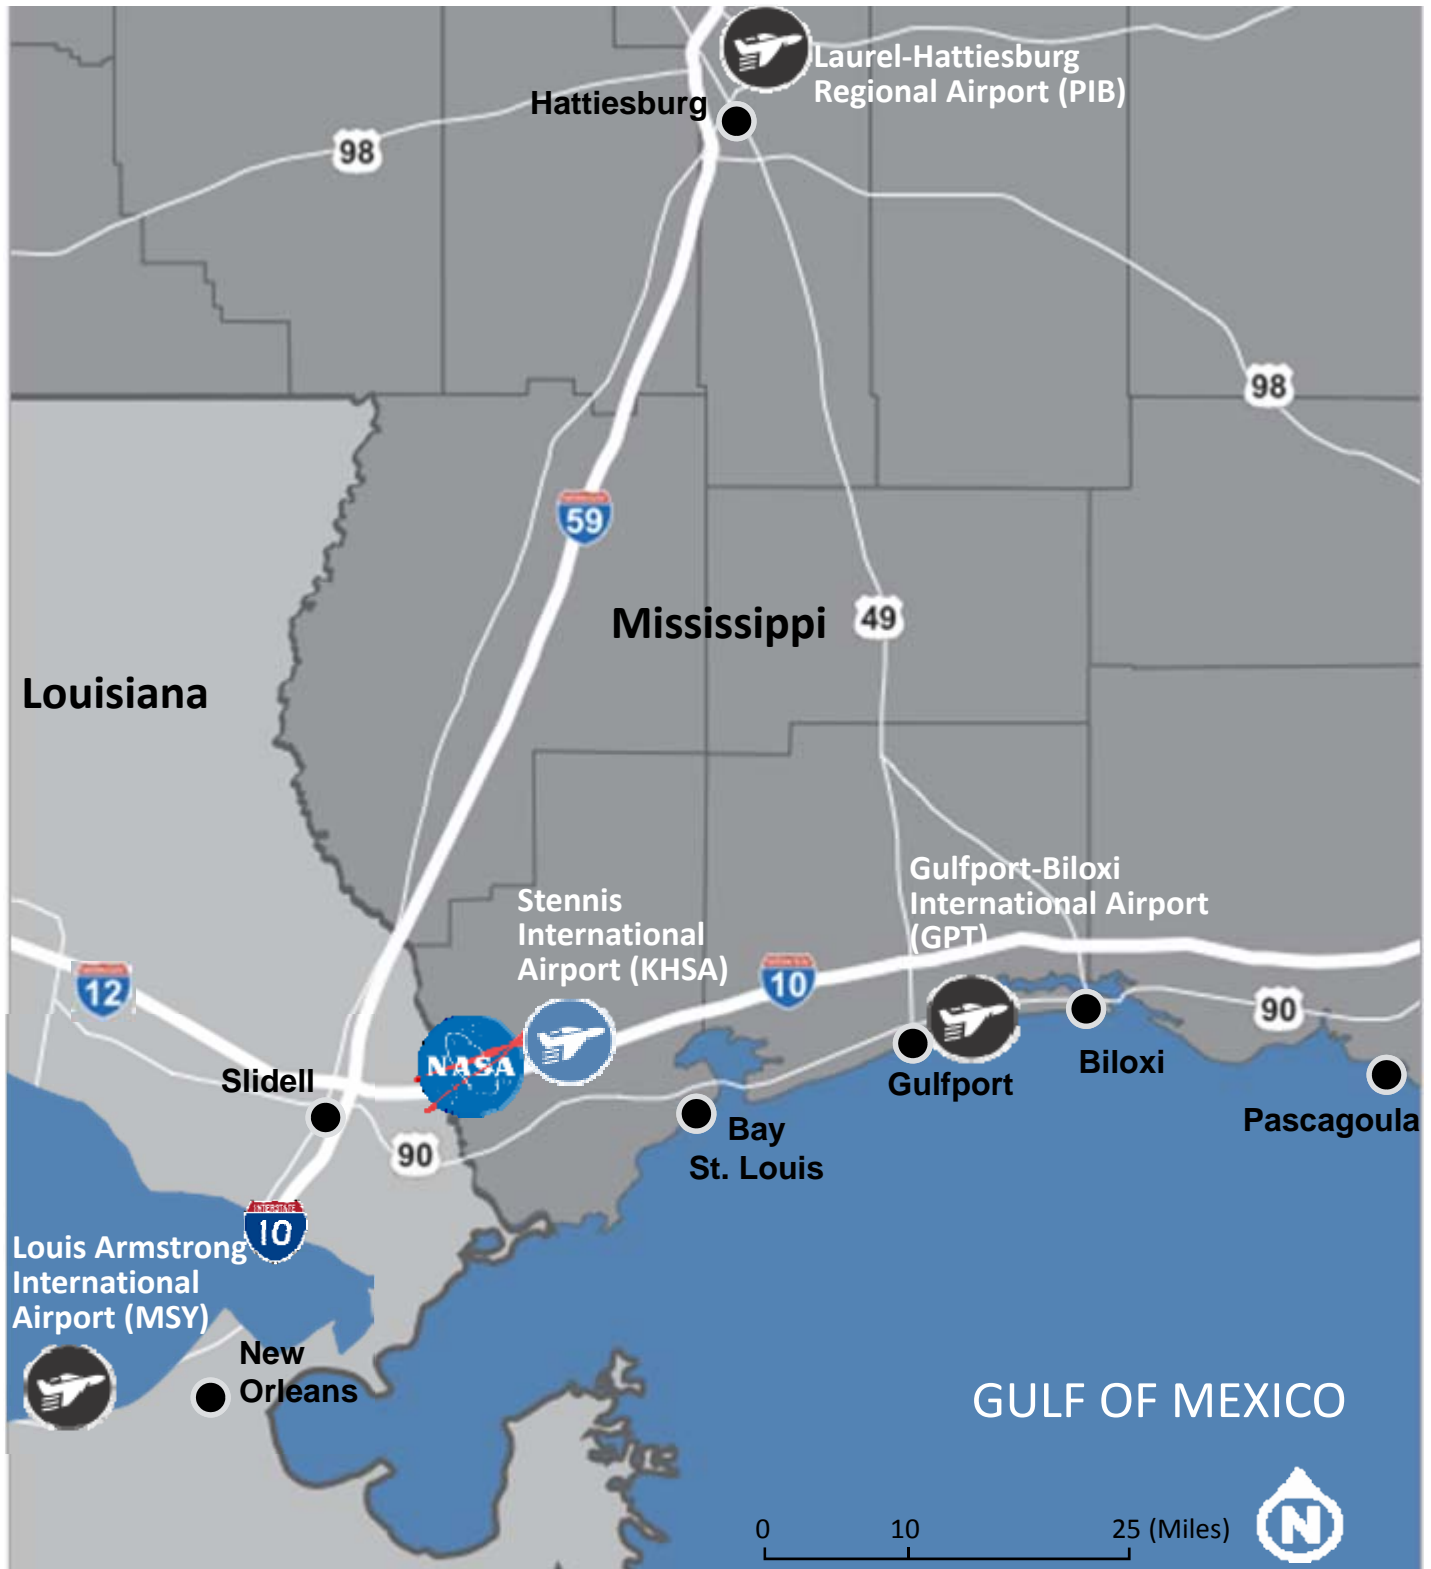 Laurel-Hattiesburg
Regional Airport (PIB)
Hattiesburg
98
98
59
Mississippi
49
Louisiana
Gulfport-Biloxi
International Airport
(GPT)
Stennis
International
Airport (KHSA)
12
10
90
NASA
Slidell
Biloxi
Gulfport
Pascagoula
Bay
St. Louis
90
INTERSTATE
10
Louis Armstrong
International
Airport (MSY)
New
Orleans
GULF OF MEXICO
0 10 25 (Miles)
N